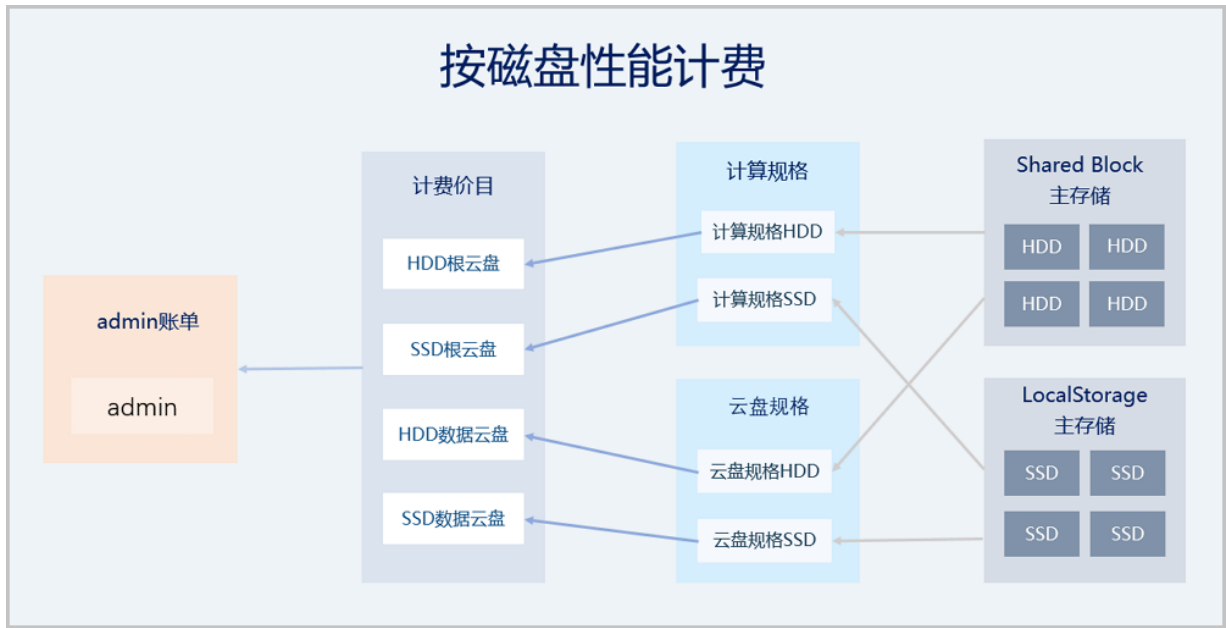 按磁盘性能计费
admin账单
admin
计费价目
HDD根云盘
SSD根云盘
HDD数据云盘
SSD数据云盘
计算规格
计算规格HDD
计算规格SSD
云盘规格
云盘规格HDD
云盘规格SSD
Shared Block
主存储
HDD
HDD
HDD
HDD
LocalStorage
主存储
SSD
SSD
SSD
SSD